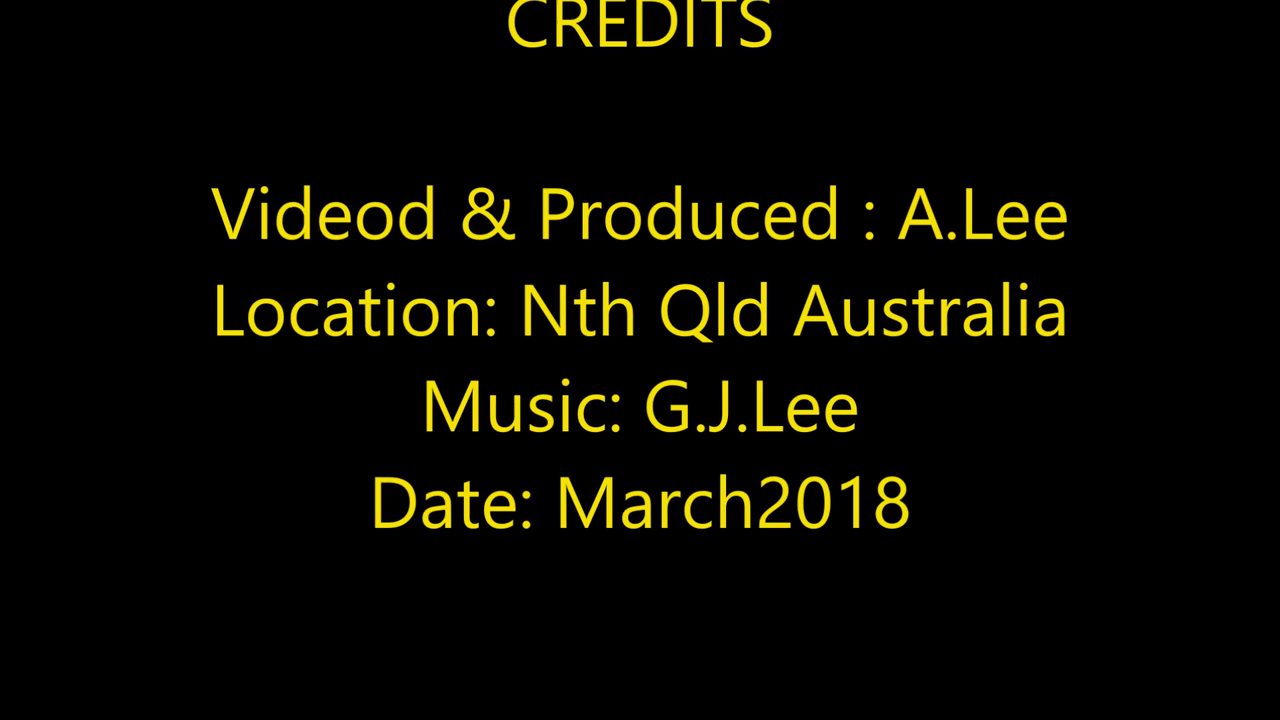 CREDITS
Videod & Produced : A.Lee
Location: Nth Qld Australia
Music: G.J.Lee
Date: March2018